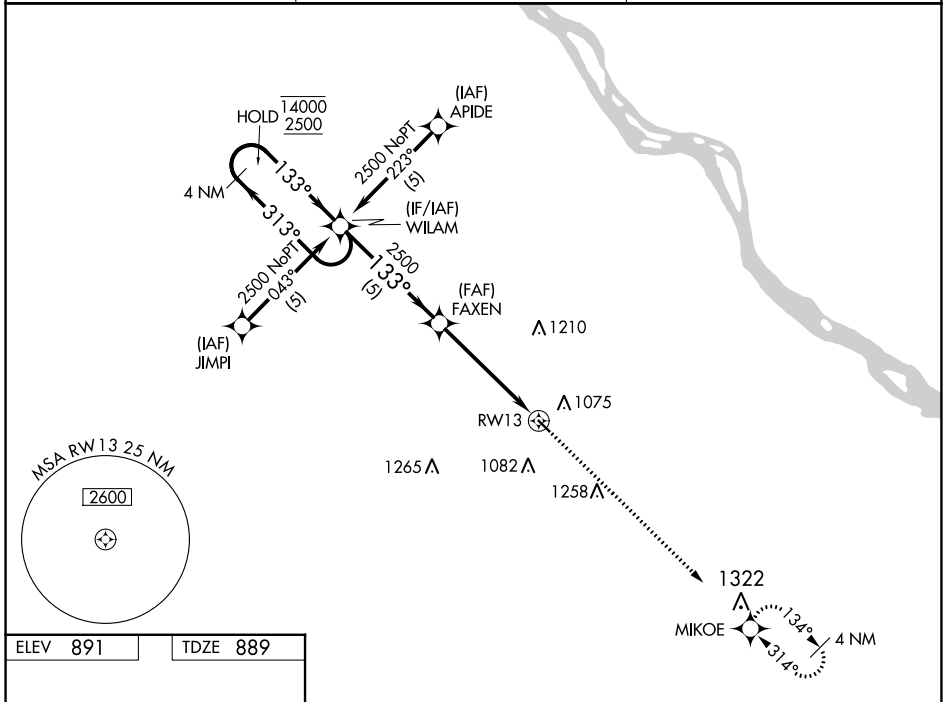 (IAF)
APIDE
HOLD 14000
2500
2500 NoPT
223°
(5)
4 NM
133°
313°
(IF/IAF)
WILAM
2500 NoPT
043°
(5)
2500
133°
(5)
(FAF)
FAXEN
(IAF)
JIMPI
1210
1075
RW13
1265
1082
1258
MSA RW13 25 NM
2600
1322
MIKOE
134°
314°
4 NM
ELEV 891
TDZE 889